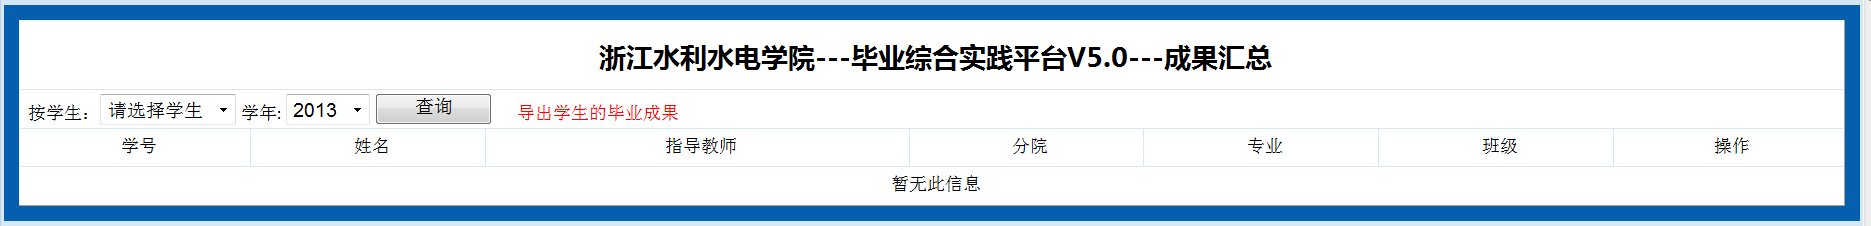 浙江水利水电学院---毕业综合实践平台V5.0---成果汇总
按学生： 请选择学生 学年: 2013 查询 导出学生的毕业成果
学号 姓名 指导教师 分院 专业 班级 操作
暂无此信息